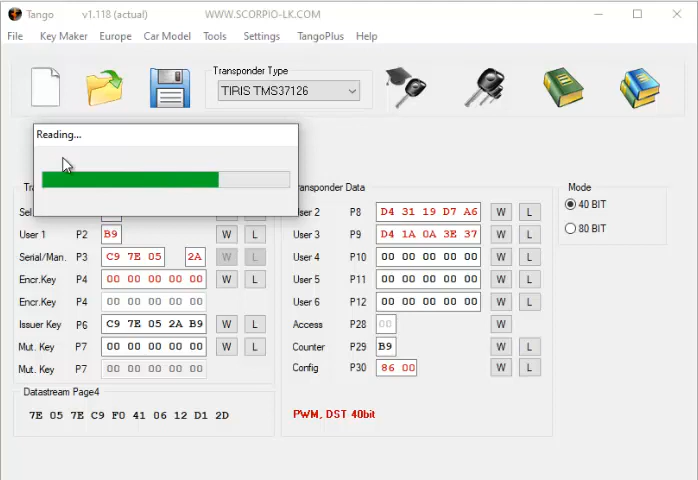 Tango v1.118 (actual) WWW.SCORPiO-LK.COM
File Key Maker Europe Car Model Tools Settings TangoPlus Help
Transponder Type
TIRIS TMS37126
Reading...
Mode
40 BIT
80 BIT
Tra
Sel
User 1 P2 B9 W L
Serial/Man. P3 C9 7E 05 2A W L
Encr.Key P4 00 00 00 00 00 W L
Encr.Key P4 00 00 00 00 00
Issuer Key P6 C9 7E 05 2A B9 W L
Mut. Key P7 00 00 00 00 00 W L
Mut. Key P7 00 00 00 00 00
Datastream Page4
7E 05 7E C9 F0 41 06 12 D1 2D
ransponder Data
ser 2 P8 D4 31 19 D7 A6 W L
User 3 P9 D4 1A 0A 3E 37 W L
User 4 P10 00 00 00 00 00 W L
User 5 P11 00 00 00 00 00 W L
User 6 P12 00 00 00 00 00 W L
Access P28 00 W
Counter P29 B9 W L
Config P30 86 00 W L
PWM, DST 40bit